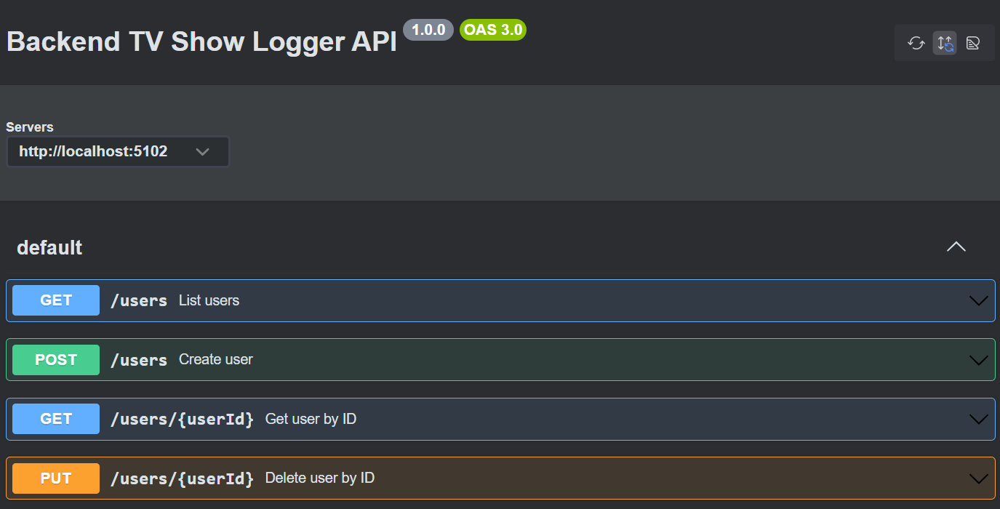 Backend TV Show Logger API 1.0.0 OAS 3.0
Servers
http://localhost:5102
default
GET /users List users
POST /users Create user
GET /users/{userId} Get user by ID
PUT /users/{userId} Delete user by ID